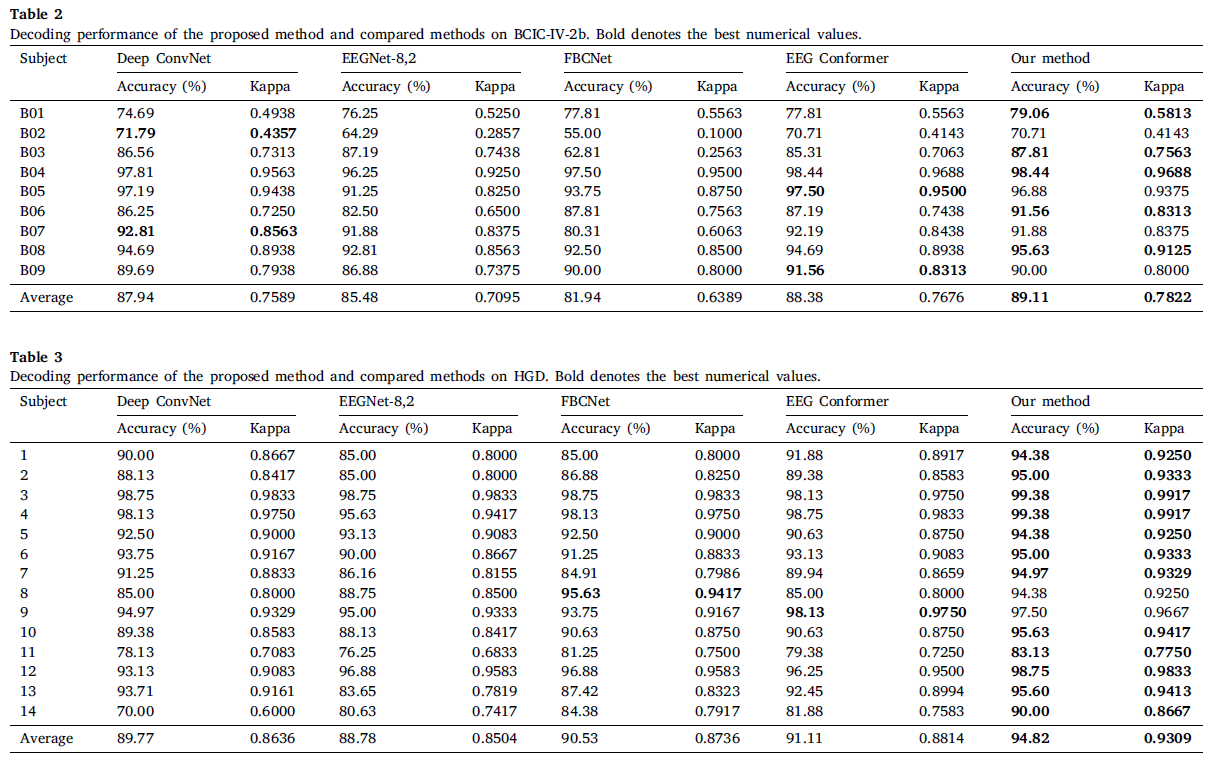 Table 2
Decoding performance of the proposed method and compared methods on BCIC-IV-2b. Bold denotes the best numerical values.
Subject Deep ConvNet EEGNet-8,2 FBCNet EEG Conformer Our method
Accuracy (%) Kappa Accuracy (%) Kappa Accuracy (%) Kappa Accuracy (%) Kappa Accuracy (%) Kappa
B01 74.69 0.4938 76.25 0.5250 77.81 0.5563 77.81 0.5563 79.06 0.5813
B02 71.79 0.4357 64.29 0.2857 55.00 0.1000 70.71 0.4143 70.71 0.4143
B03 86.56 0.7313 87.19 0.7438 62.81 0.2563 85.31 0.7063 87.81 0.7563
B04 97.81 0.9563 96.25 0.9250 97.50 0.9500 98.44 0.9688 98.44 0.9688
B05 97.19 0.9438 91.25 0.8250 93.75 0.8750 97.50 0.9500 96.88 0.9375
B06 86.25 0.7250 82.50 0.6500 87.81 0.7563 87.19 0.7438 91.56 0.8313
B07 92.81 0.8563 91.88 0.8375 80.31 0.6063 92.19 0.8438 91.88 0.8375
B08 94.69 0.8938 92.81 0.8563 92.50 0.8500 94.69 0.8938 95.63 0.9125
B09 89.69 0.7938 86.88 0.7375 90.00 0.8000 91.56 0.8313 90.00 0.8000
Average 87.94 0.7589 85.48 0.7095 81.94 0.6389 88.38 0.7676 89.11 0.7822
Table 3
Decoding performance of the proposed method and compared methods on HGD. Bold denotes the best numerical values.
Subject Deep ConvNet EEGNet-8,2 FBCNet EEG Conformer Our method
Accuracy (%) Kappa Accuracy (%) Kappa Accuracy (%) Kappa Accuracy (%) Kappa Accuracy (%) Kappa
1 90.00 0.8667 85.00 0.8000 85.00 0.8000 91.88 0.8917 94.38 0.9250
2 88.13 0.8417 85.00 0.8000 86.88 0.8250 89.38 0.8583 95.00 0.9333
3 98.75 0.9833 98.75 0.9833 98.75 0.9833 98.13 0.9750 99.38 0.9917
4 98.13 0.9750 95.63 0.9417 98.13 0.9750 98.75 0.9833 99.38 0.9917
5 92.50 0.9000 93.13 0.9083 92.50 0.9000 90.63 0.8750 94.38 0.9250
6 93.75 0.9167 90.00 0.8667 91.25 0.8833 93.13 0.9083 95.00 0.9333
7 91.25 0.8833 86.16 0.8155 84.91 0.7986 89.94 0.8659 94.97 0.9329
8 85.00 0.8000 88.75 0.8500 95.63 0.9417 85.00 0.8000 94.38 0.9250
9 94.97 0.9329 95.00 0.9333 93.75 0.9167 98.13 0.9750 97.50 0.9667
10 89.38 0.8583 88.13 0.8417 90.63 0.8750 90.63 0.8750 95.63 0.9417
11 78.13 0.7083 76.25 0.6833 81.25 0.7500 79.38 0.7250 83.13 0.7750
12 93.13 0.9083 96.88 0.9583 96.88 0.9583 96.25 0.9500 98.75 0.9833
13 93.71 0.9161 83.65 0.7819 87.42 0.8323 92.45 0.8994 95.60 0.9413
14 70.00 0.6000 80.63 0.7417 84.38 0.7917 81.88 0.7583 90.00 0.8667
Average 89.77 0.8636 88.78 0.8504 90.53 0.8736 91.11 0.8814 94.82 0.9309